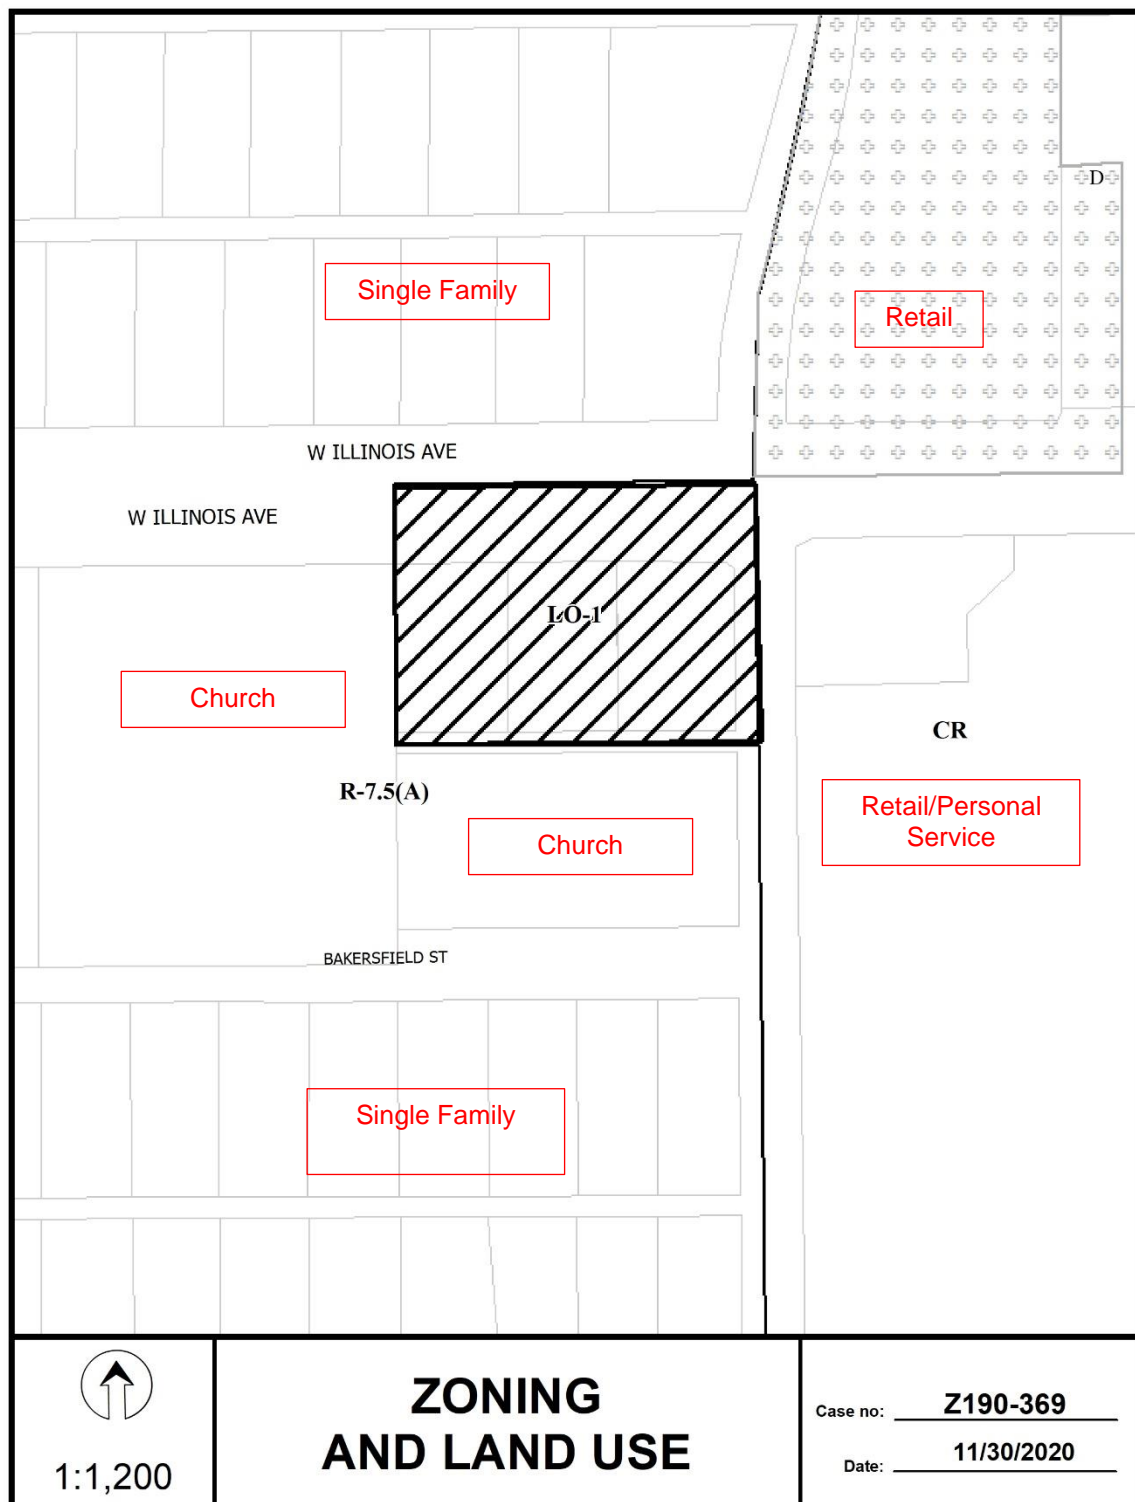 D
Single Family
Retail
W ILLINOIS AVE
W ILLINOIS AVE
LO-1
Church
CR
R-7.5(A)
Retail/Personal
Service
Church
BAKERSFIELD ST
Single Family
1:1,200
ZONING
AND LAND USE
Case no: Z190-369
Date: 11/30/2020